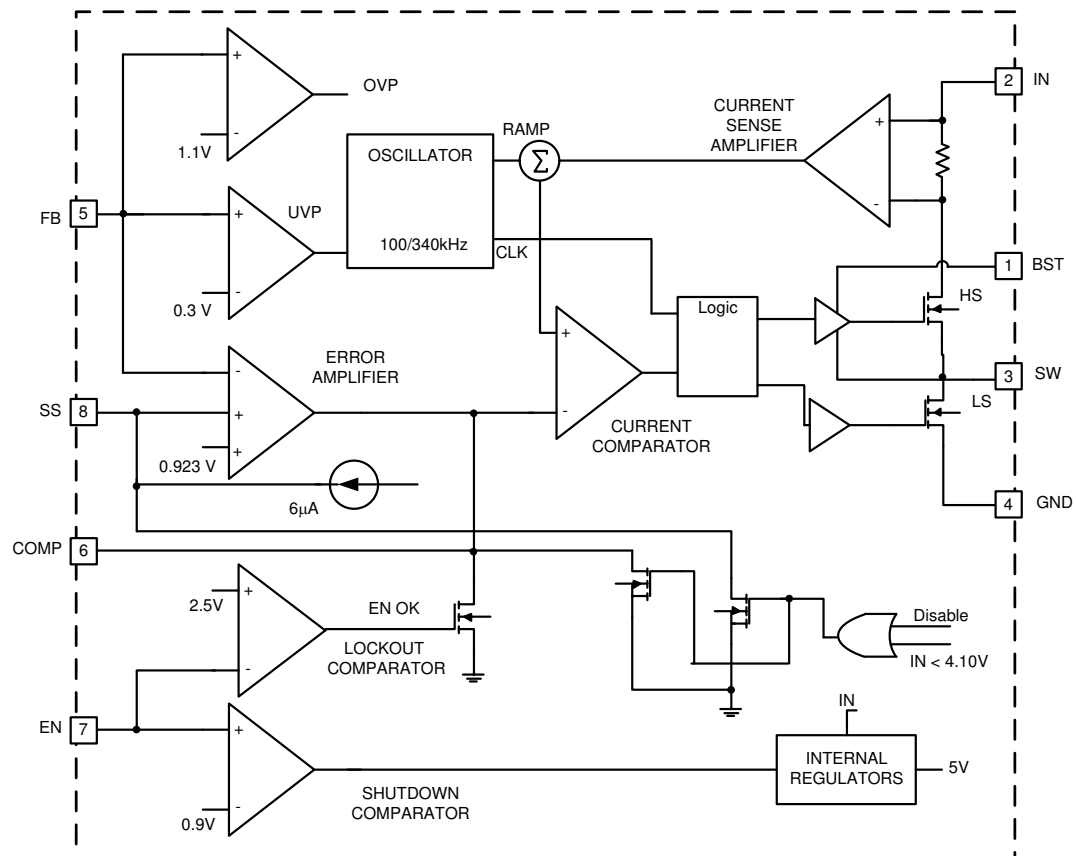 OVP
+
-
1.1V
OSCILLATOR
100/340kHz
RAMP
Σ
CLK
CURRENT
SENSE
AMPLIFIER
+
-
2
IN
FB
5
+
UVP
-
0.3 V
1
BST
HS
Logic
+
-
CURRENT
COMPARATOR
3
SW
LS
ERROR
AMPLIFIER
-
+
+
0.923 V
SS
8
6μA
4
GND
COMP
6
2.5V
+
-
EN OK
LOCKOUT
COMPARATOR
Disable
IN < 4.10V
EN
7
+
-
0.9V
SHUTDOWN
COMPARATOR
IN
INTERNAL
REGULATORS
5V